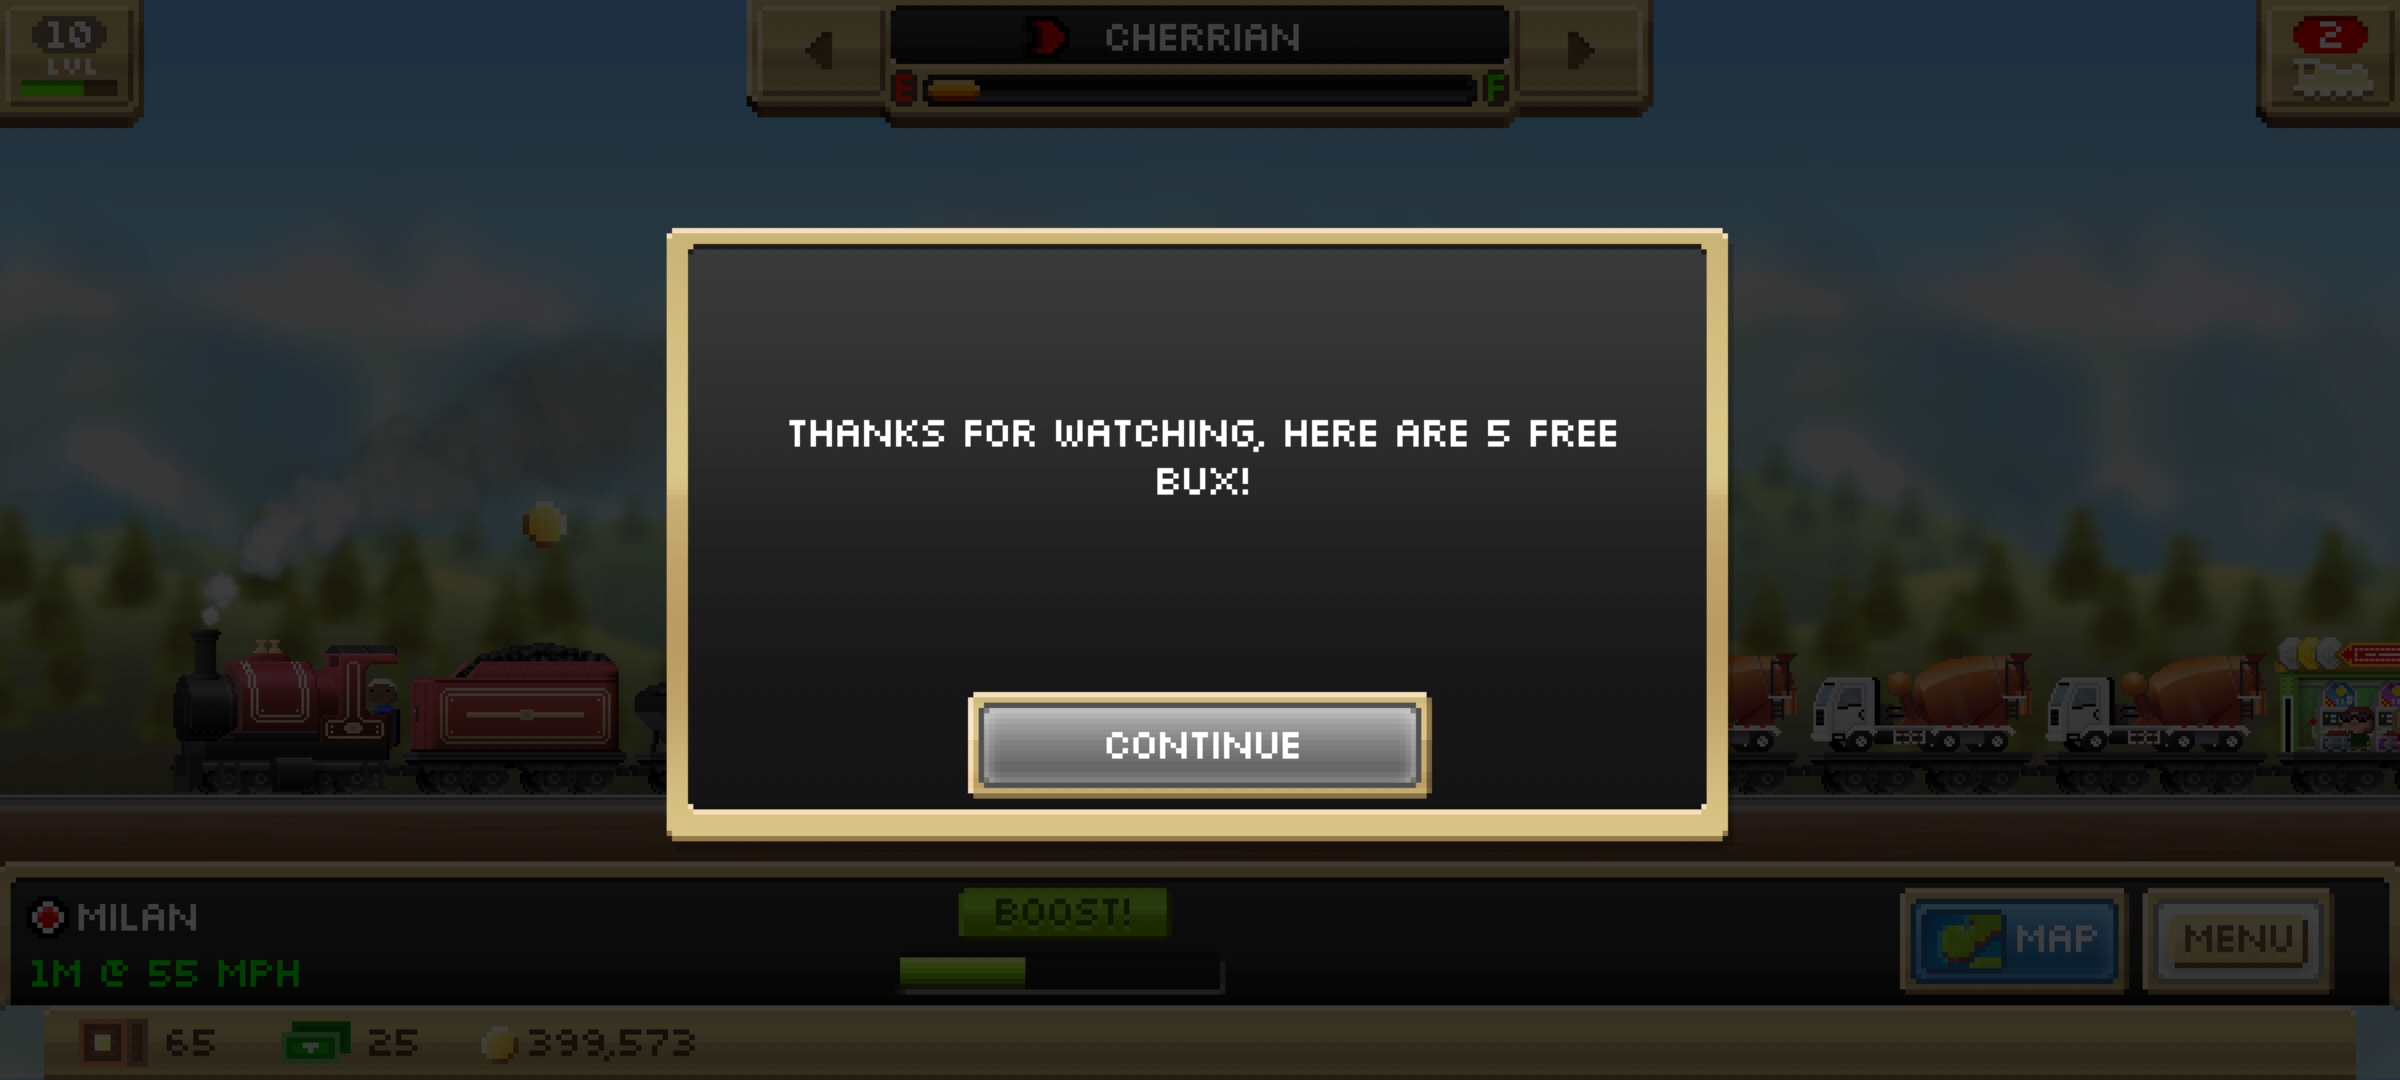 10
LVL
CHERRIAN
E F
2
THANKS FOR WATCHING, HERE ARE 5 FREE
BUX!
CONTINUE
MILAN
1M @ 55 MPH
BOOST!
MAP
MENU
65 25 399,573